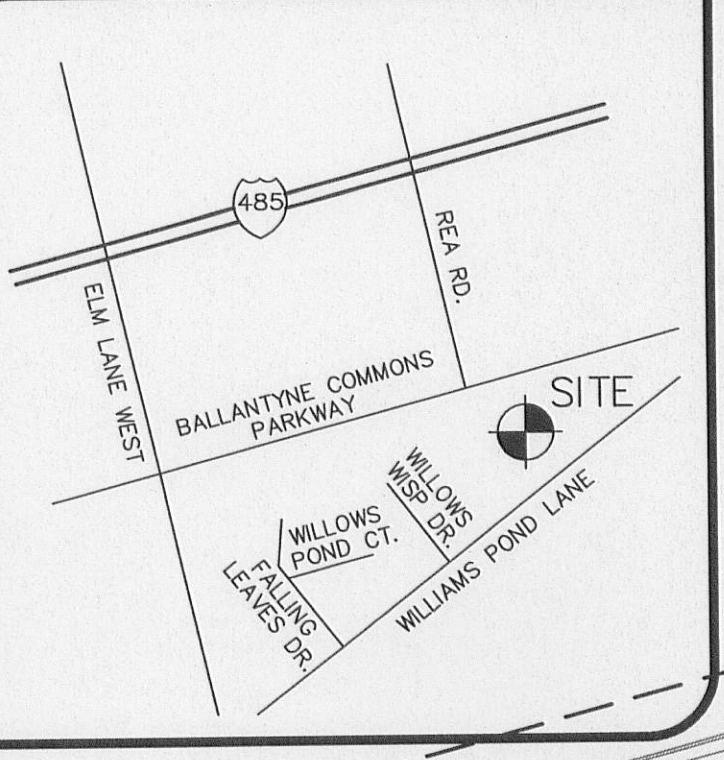 485
REA RD.
ELM LANE WEST
BALLANTYNE COMMONS
PARKWAY
SITE
WILLOWS
WISP DR.
WILLOWS
POND CT.
FALLING
LEAVES DR.
WILLIAMS POND LANE